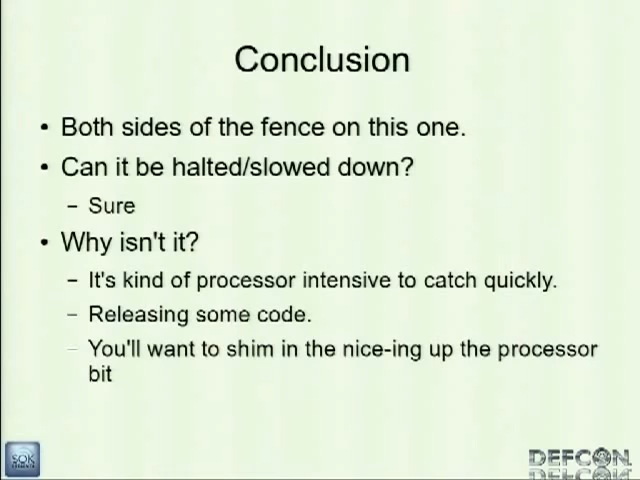 Conclusion
• Both sides of the fence on this one.
• Can it be halted/slowed down?
– Sure
• Why isn't it?
– It's kind of processor intensive to catch quickly.
– Releasing some code.
– You'll want to shim in the nice-ing up the processor
bit
SOK
DEFCON